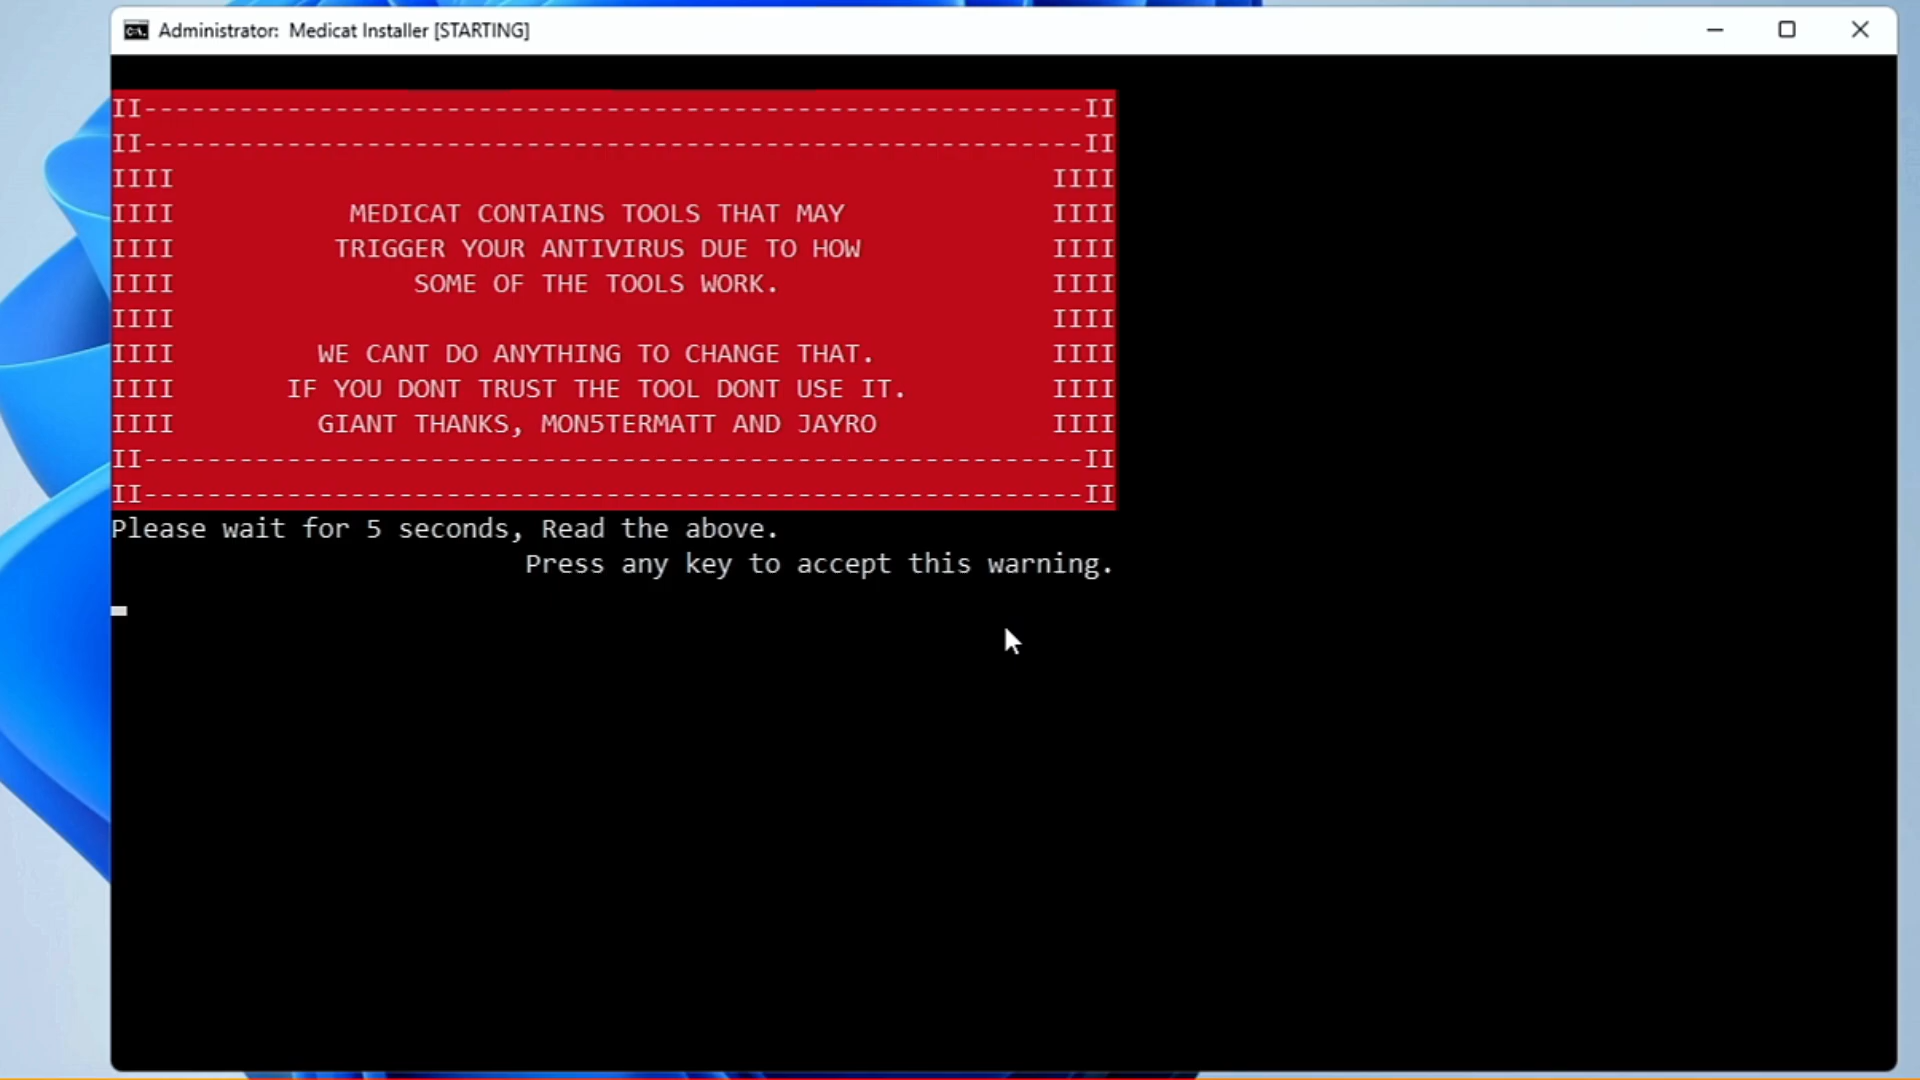 Administrator:  Medicat Installer [STARTING]
II-----------------------------------------------------------II
II-----------------------------------------------------------II
IIII                                                       IIII
IIII           MEDICAT CONTAINS TOOLS THAT MAY             IIII
IIII          TRIGGER YOUR ANTIVIRUS DUE TO HOW            IIII
IIII               SOME OF THE TOOLS WORK.                 IIII
IIII                                                       IIII
IIII         WE CANT DO ANYTHING TO CHANGE THAT.           IIII
IIII       IF YOU DONT TRUST THE TOOL DONT USE IT.         IIII
IIII         GIANT THANKS, MON5TERMATT AND JAYRO           IIII
II-----------------------------------------------------------II
II-----------------------------------------------------------II
Please wait for 5 seconds, Read the above.
                          Press any key to accept this warning.